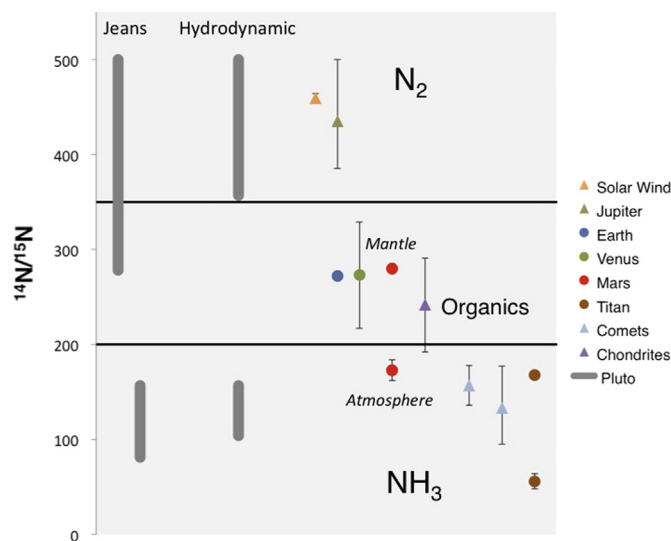 Jeans Hydrodynamic
500
N2
400
¹⁴N/¹⁵N
300
Mantle
Organics
200
Atmosphere
100
NH3
0
Solar Wind
Jupiter
Earth
Venus
Mars
Titan
Comets
Chondrites
Pluto